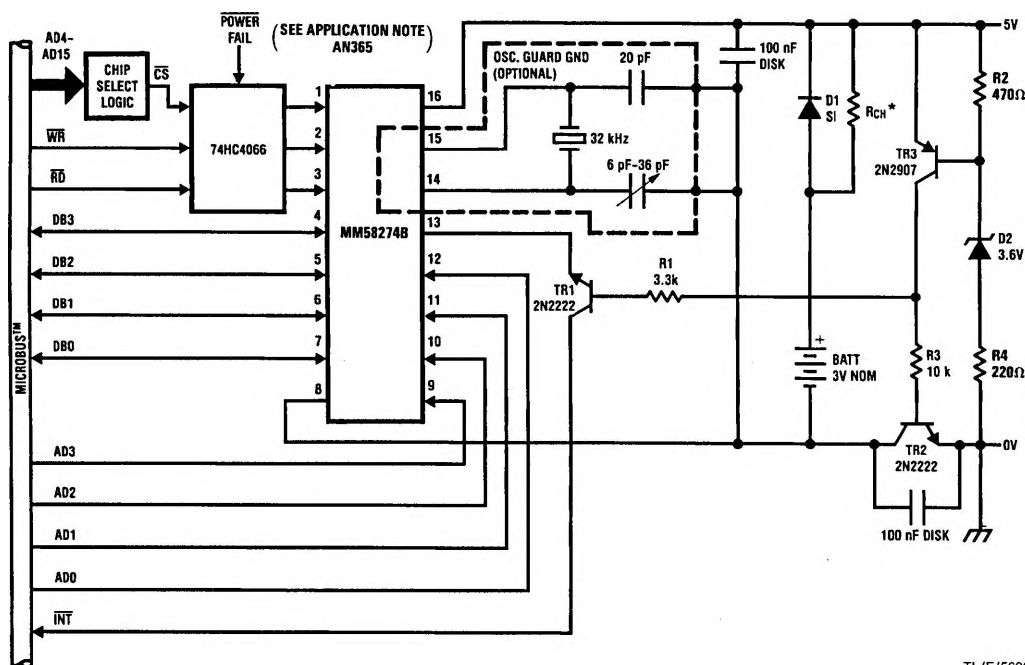 AD4-
AD15
CHIP
SELECT
LOGIC
CS
WR
RD
DB3
DB2
DB1
DB0
MICROBUS™
AD3
AD2
AD1
AD0
INT
POWER
FAIL
74HC4066
(SEE APPLICATION NOTE
AN365)
1
2
3
4
5
6
7
8
MM58274B
16
15
14
13
12
11
10
9
OSC. GUARD GND
(OPTIONAL)
20 pF
32 kHz
6 pF-36 pF
100 nF
DISK
D1
SI
RCH*
5V
R2
470Ω
TR3
2N2907
D2
3.6V
TR1
2N2222
R1
3.3k
BATT
3V NOM
+
R3
10 k
R4
220Ω
0V
TR2
2N2222
100 nF DISK